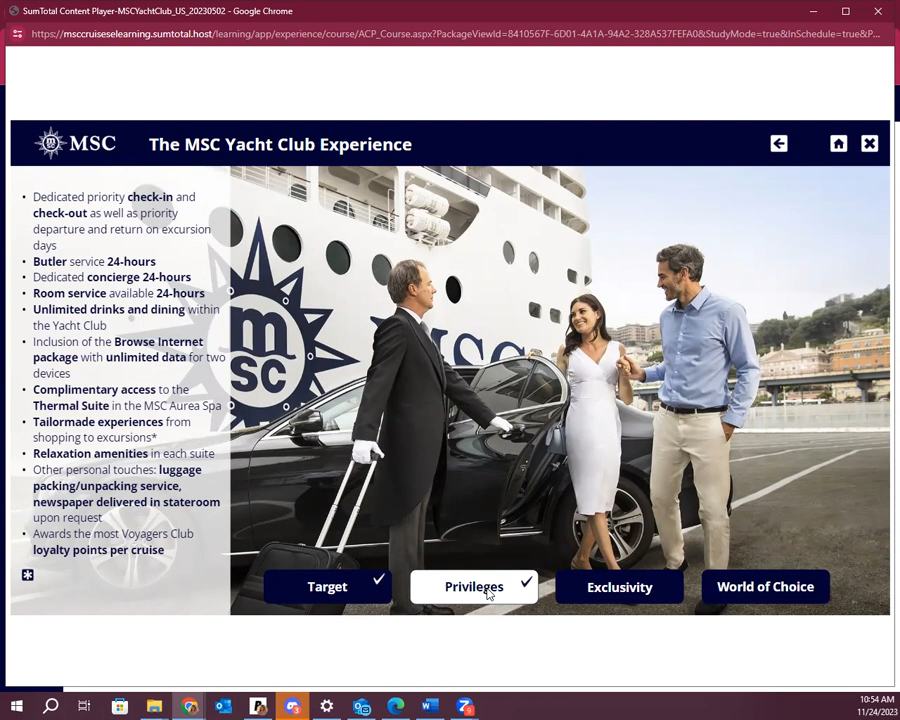 SumTotal Content Player-MSCYachtClub_US_20230502 - Google Chrome
https://msccruiseselearning.sumtotal.host/learning/app/experience/course/ACP_Course.aspx?PackageViewId=8410567F-6D01-4A1A-94A2-328A537FEFA0&StudyMode=true&InSchedule=true&P...
MSC
The MSC Yacht Club Experience
• Dedicated priority check-in and
check-out as well as priority
departure and return on excursion
days
• Butler service 24-hours
• Dedicated concierge 24-hours
• Room service available 24-hours
• Unlimited drinks and dining within
the Yacht Club
• Inclusion of the Browse Internet
package with unlimited data for two
devices
• Complimentary access to the
Thermal Suite in the MSC Aurea Spa
• Tailormade experiences from
shopping to excursions*
• Relaxation amenities in each suite
• Other personal touches: luggage
packing/unpacking service,
newspaper delivered in stateroom
upon request
• Awards the most Voyagers Club
loyalty points per cruise
*
m
sc
MSC
Target
Privileges
Exclusivity
World of Choice
10:54 AM
11/24/2023